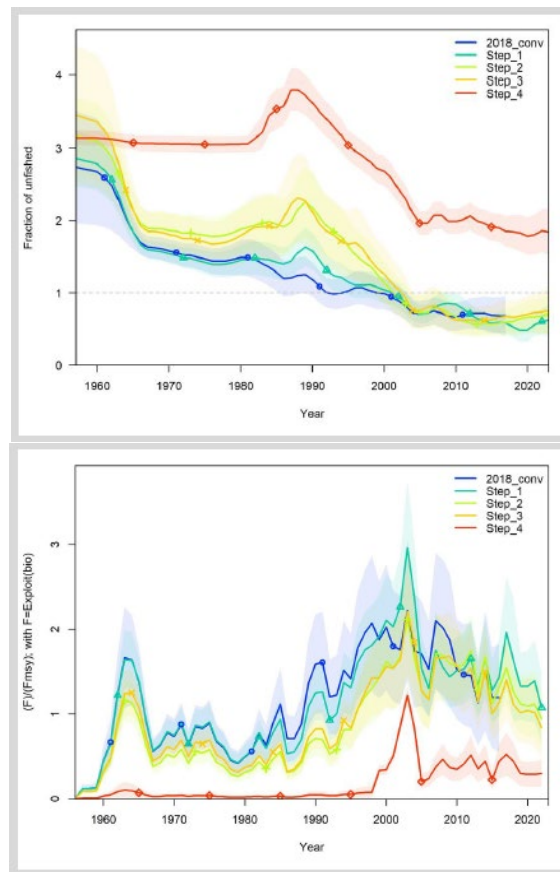 4
3
2
1
0
Fraction of unfished
2018_conv
Step_1
Step_2
Step_3
Step_4
1960 1970 1980 1990 2000 2010 2020
Year
3
2
1
0
(F)/(Fmsy); with F=Exploit(bio)
2018_conv
Step_1
Step_2
Step_3
Step_4
1960 1970 1980 1990 2000 2010 2020
Year